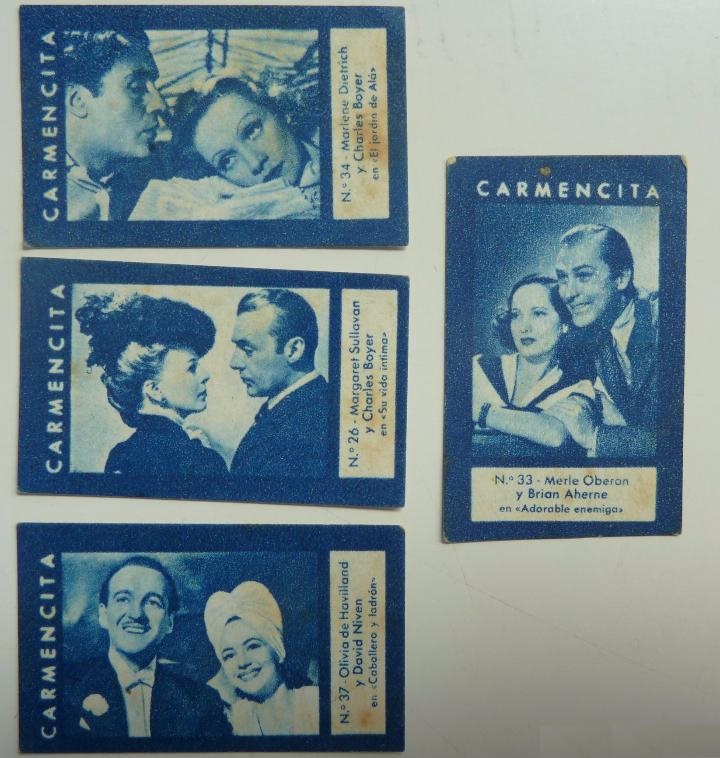 CARMENCITA
N.º 34 - Marlene Dietrich
y Charles Boyer
en «El jardín de Alá»
CARMENCITA
N.º 26 - Margaret Sullavan
y Charles Boyer
en «Su vida íntima»
CARMENCITA
N.º 37 - Olivia de Havilland
y David Niven
en «Caballero y ladrón»
CARMENCITA
N.º 33 - Merle Oberon
y Brian Aherne
en «Adorable enemiga»